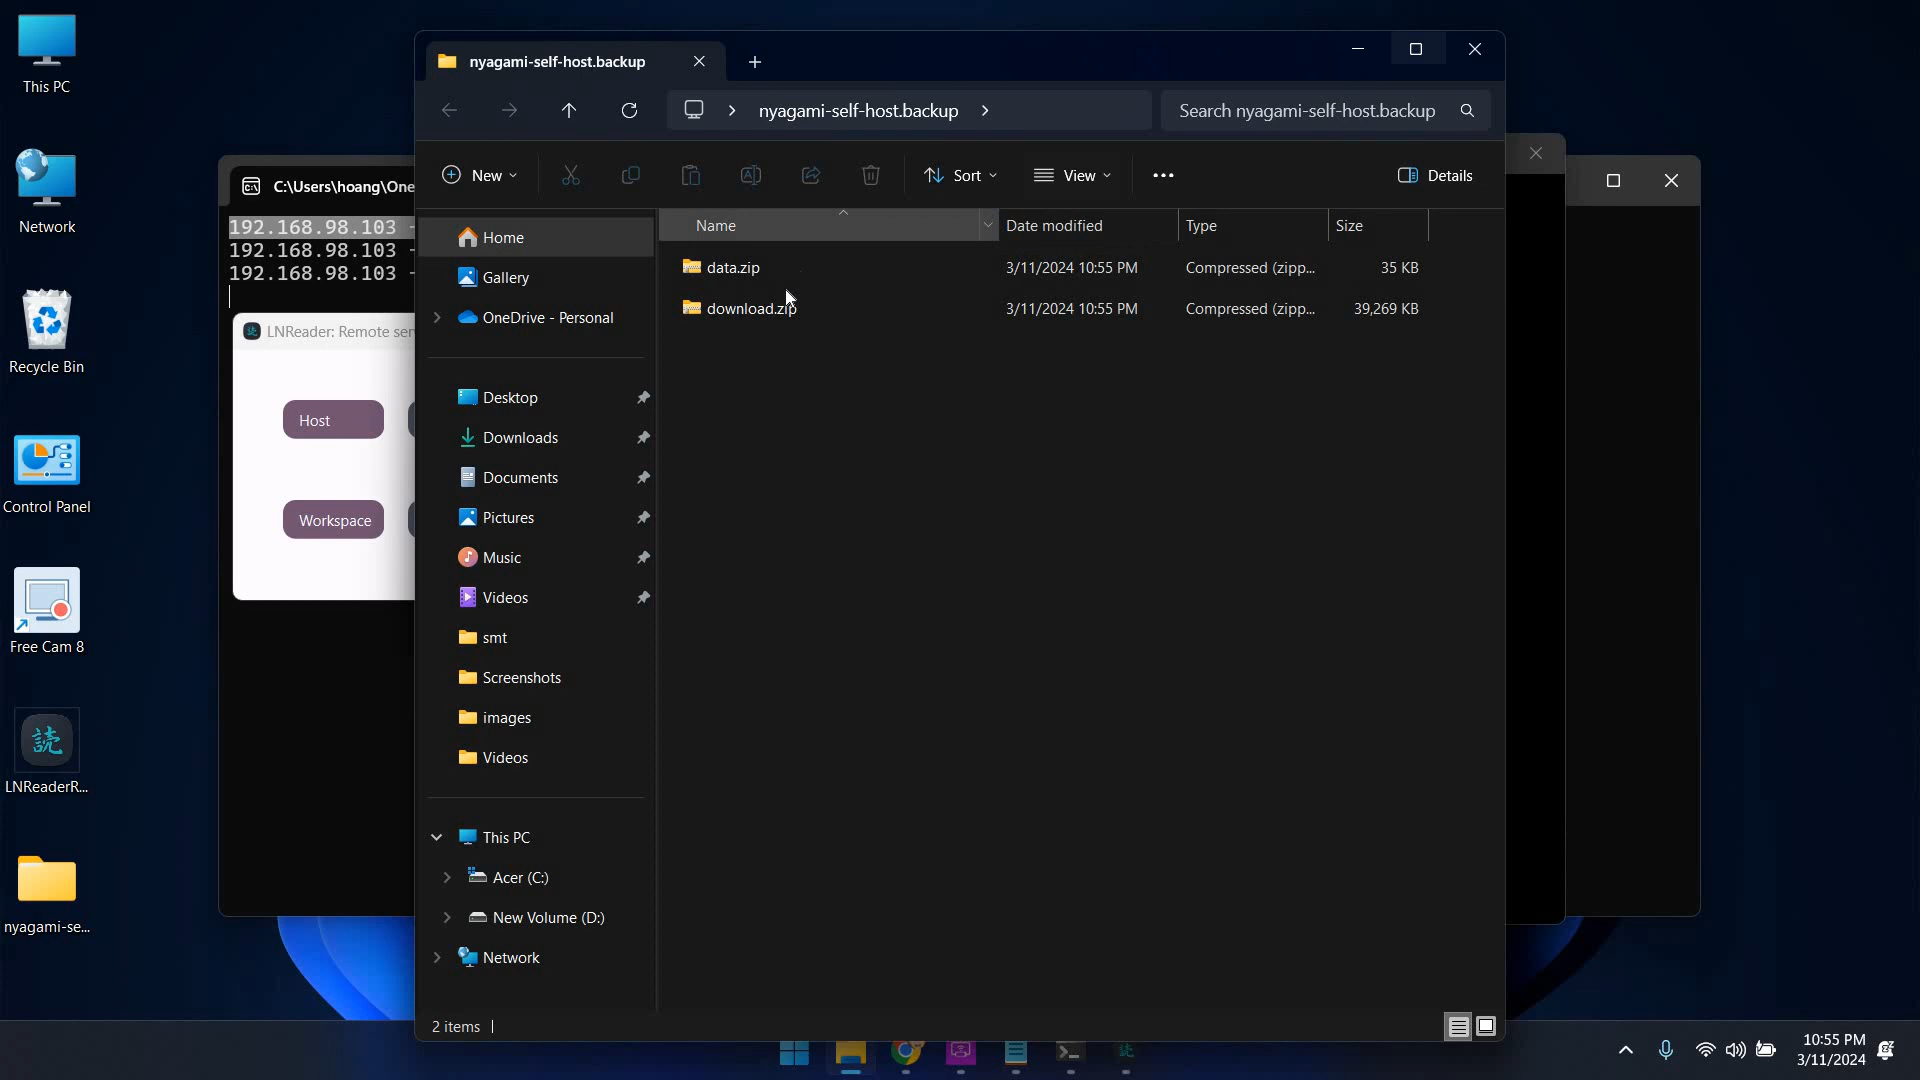 This PC
Network
Recycle Bin
Control Panel
Free Cam 8
読
LNReaderR...
nyagami-se...
C:\Users\hoang\One
192.168.98.103 -
192.168.98.103 -
192.168.98.103 -
LNReader: Remote ser
Host
Workspace
nyagami-self-host.backup
nyagami-self-host.backup
Search nyagami-self-host.backup
New
Sort
View
Details
Home
Gallery
OneDrive - Personal
Desktop
Downloads
Documents
Pictures
Music
Videos
smt
Screenshots
images
Videos
This PC
Acer (C:)
New Volume (D:)
Network
Name Date modified Type Size
data.zip 3/11/2024 10:55 PM Compressed (zipp... 35 KB
download.zip 3/11/2024 10:55 PM Compressed (zipp... 39,269 KB
2 items
10:55 PM
3/11/2024